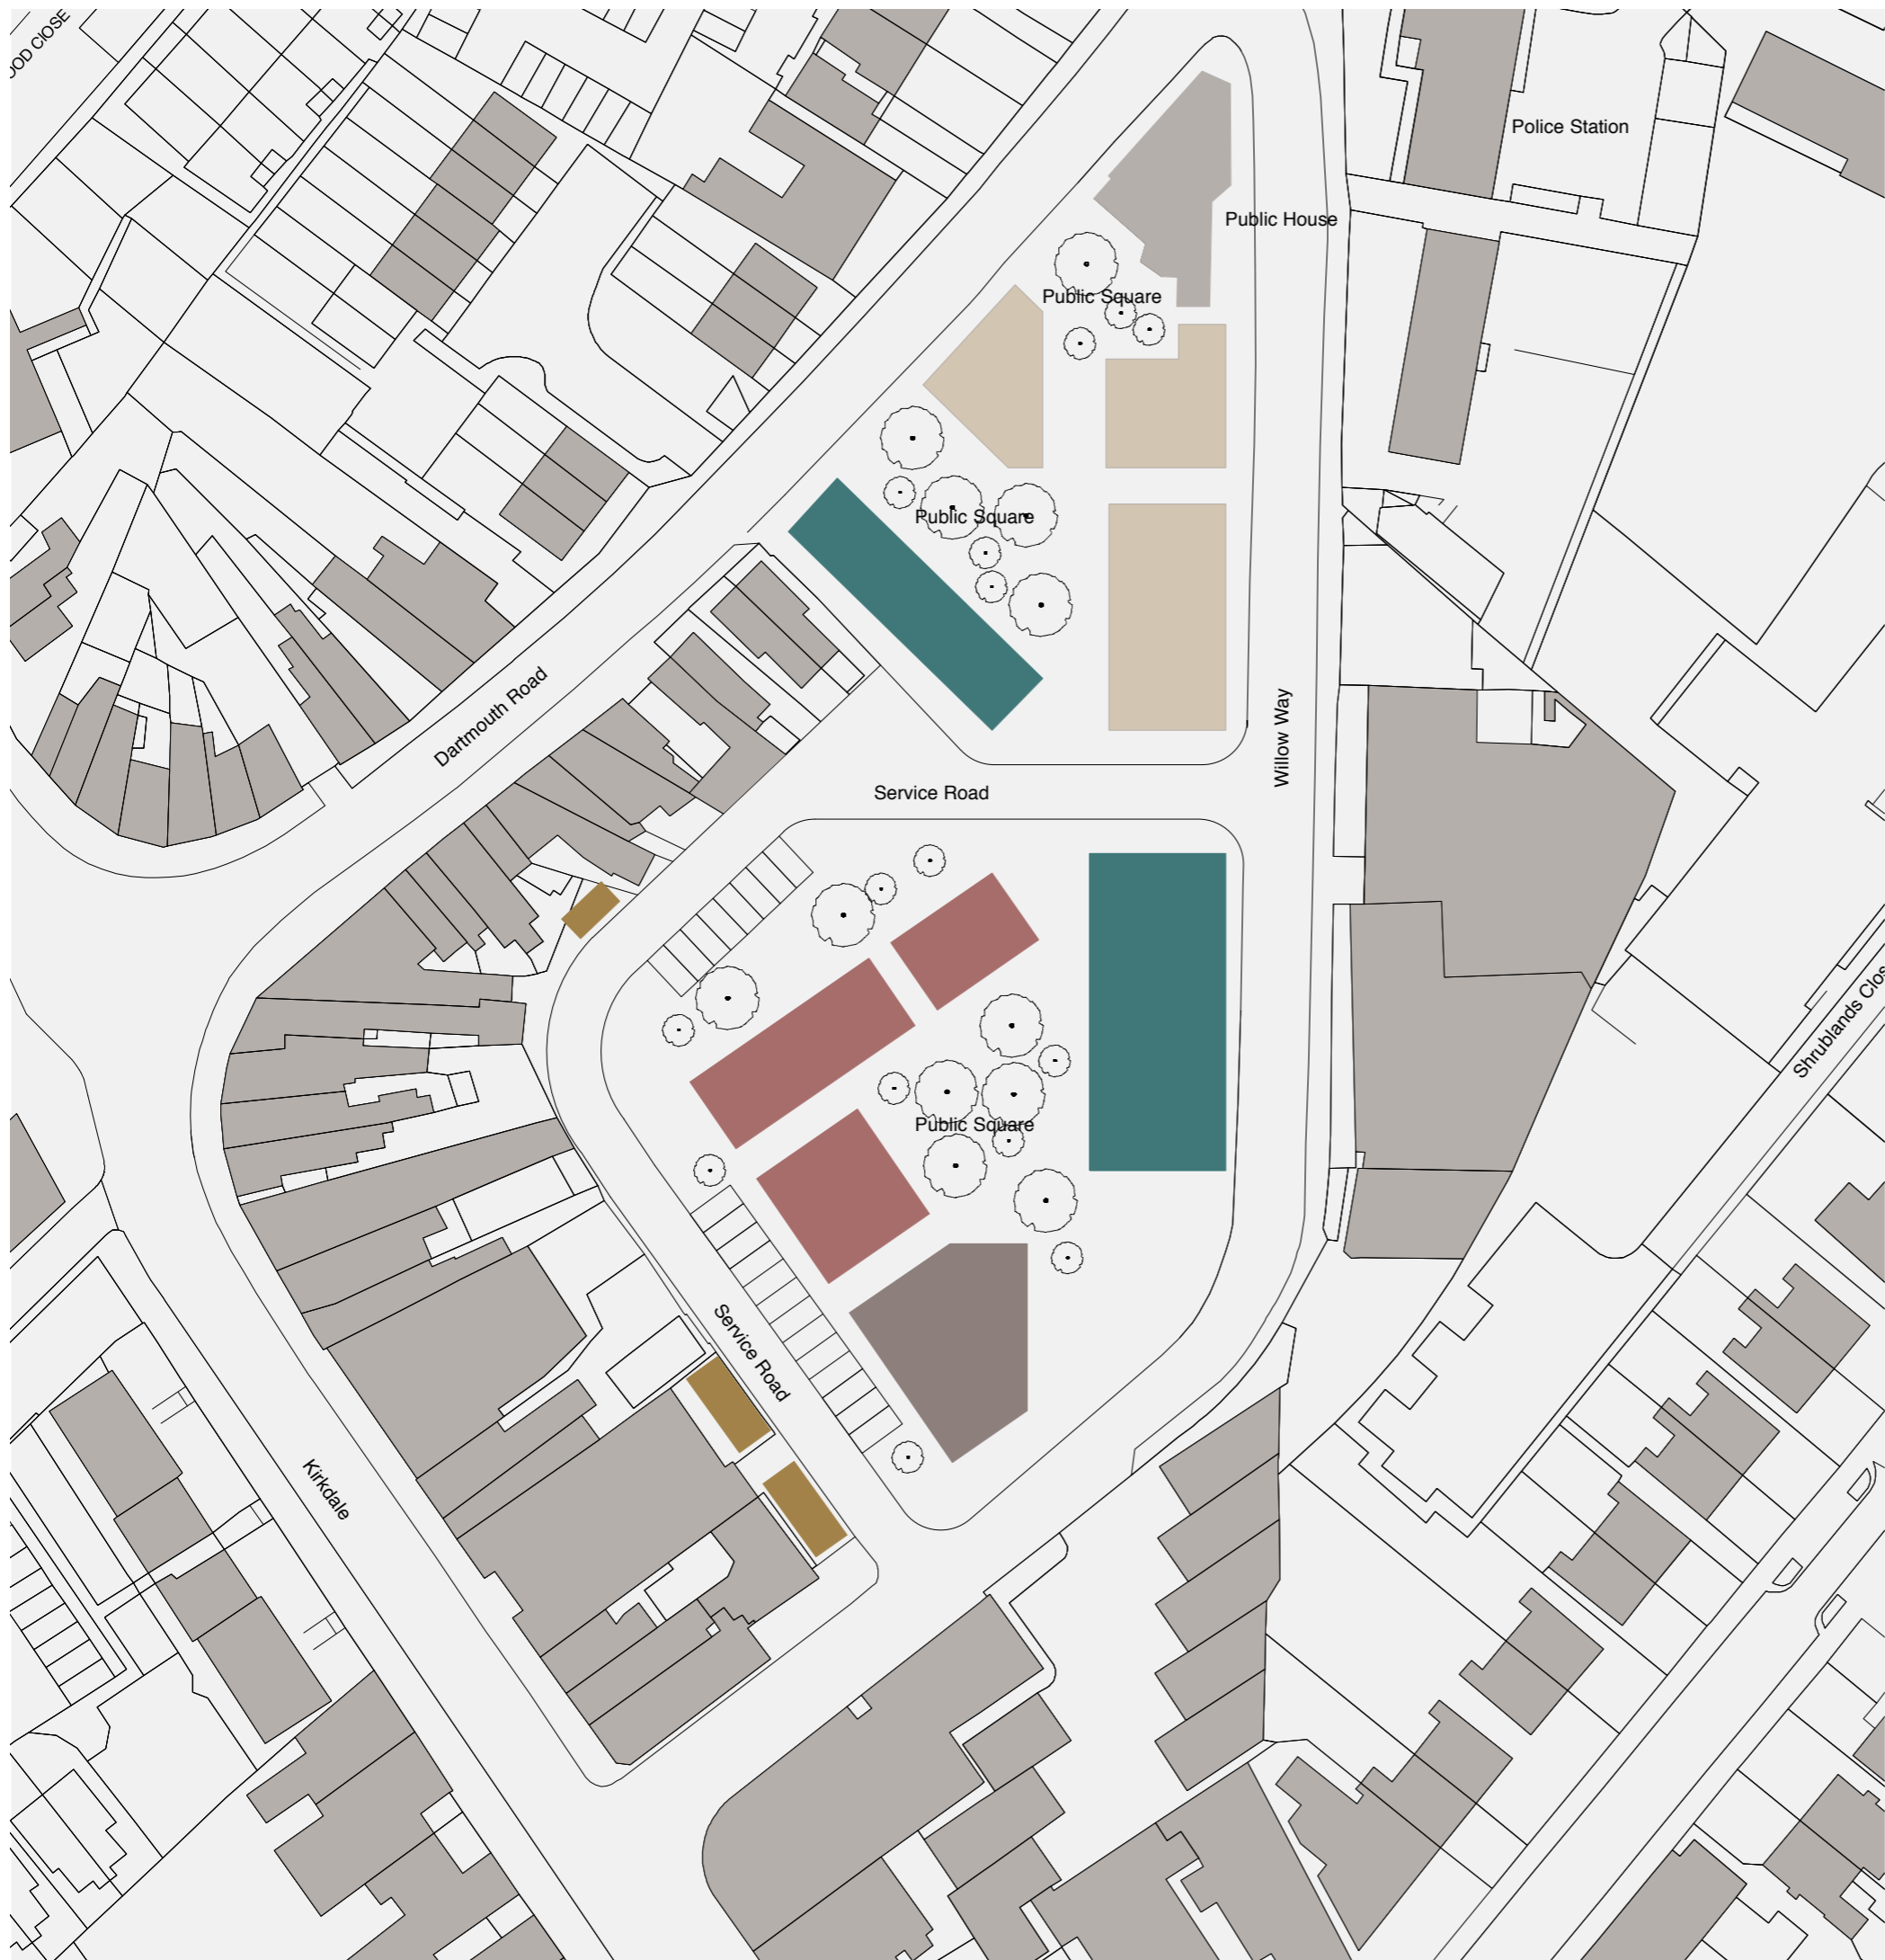 OOD CLOSE
Police Station
Public House
Public Square
Public Square
Dartmouth Road
Willow Way
Service Road
Shrublands Clos
Public Square
Service Road
Kirkdale